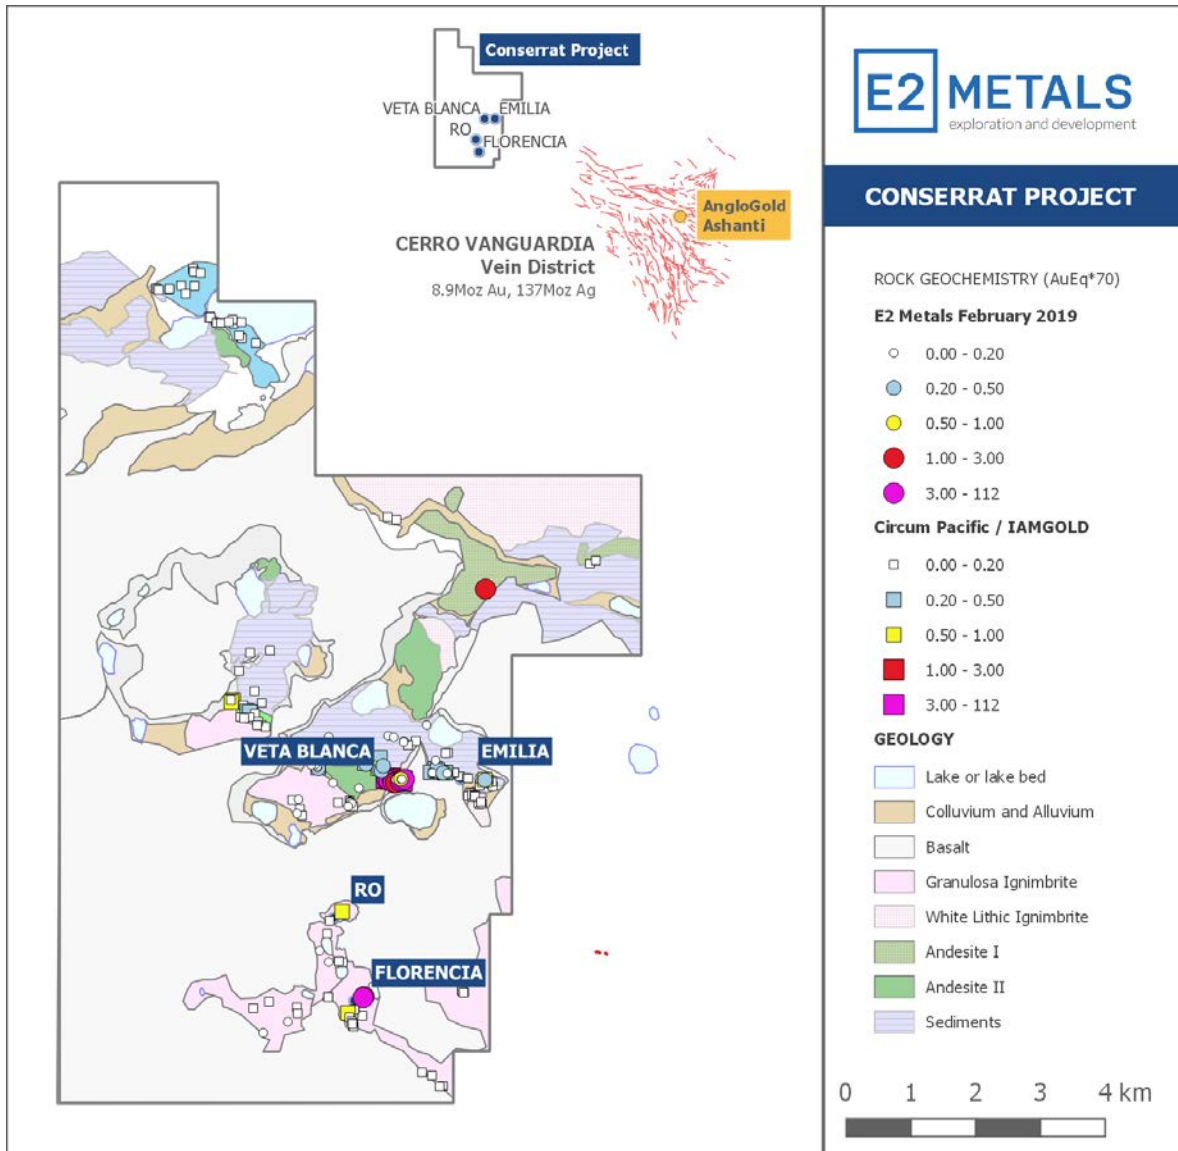 Conserrat Project
VETA BLANCA
EMILIA
RO
FLORENCIA
AngloGold
Ashanti
CERRO VANGUARDIA
Vein District
8.9Moz Au, 137Moz Ag
VETA BLANCA
EMILIA
RO
FLORENCIA
E2 METALS
exploration and development
CONSERRAT PROJECT
ROCK GEOCHEMISTRY (AuEq*70)
E2 Metals February 2019
0.00 - 0.20
0.20 - 0.50
0.50 - 1.00
1.00 - 3.00
3.00 - 112
Circum Pacific / IAMGOLD
0.00 - 0.20
0.20 - 0.50
0.50 - 1.00
1.00 - 3.00
3.00 - 112
GEOLOGY
Lake or lake bed
Colluvium and Alluvium
Basalt
Granulosa Ignimbrite
White Lithic Ignimbrite
Andesite I
Andesite II
Sediments
0 1 2 3 4 km